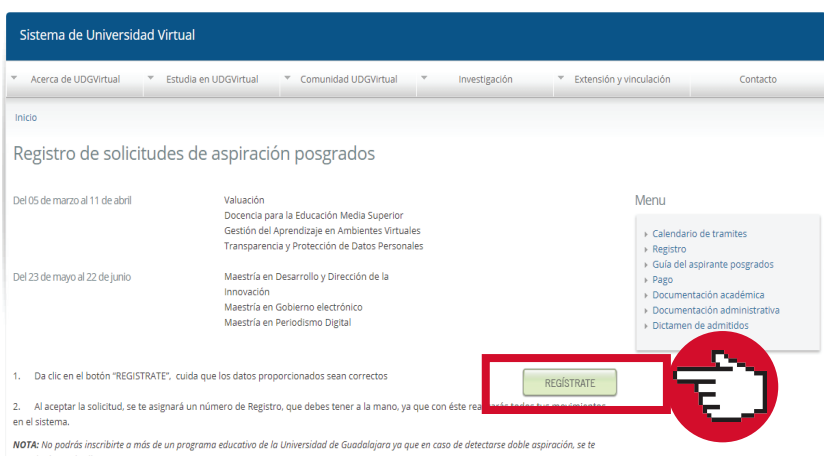 Sistema de Universidad Virtual
Acerca de UDGVirtual
Estudia en UDGVirtual
Comunidad UDGVirtual
Investigación
Extensión y vinculación
Contacto
Inicio
Registro de solicitudes de aspiración posgrados
Del 05 de marzo al 11 de abril
Valuación
Docencia para la Educación Media Superior
Gestión del Aprendizaje en Ambientes Virtuales
Transparencia y Protección de Datos Personales
Del 23 de mayo al 22 de junio
Maestría en Desarrollo y Dirección de la
Innovación
Maestría en Gobierno electrónico
Maestría en Periodismo Digital
Menu
Calendario de tramites
Registro
Guía del aspirante posgrados
Pago
Documentación académica
Documentación administrativa
Dictamen de admitidos
1. Da clic en el botón "REGISTRATE", cuida que los datos proporcionados sean correctos
REGÍSTRATE
2. Al aceptar la solicitud, se te asignará un número de Registro, que debes tener a la mano, ya que con éste
en el sistema.
NOTA: No podrás inscribirte a más de un programa educativo de la Universidad de Guadalajara ya que en caso de detectarse doble aspiración, se te